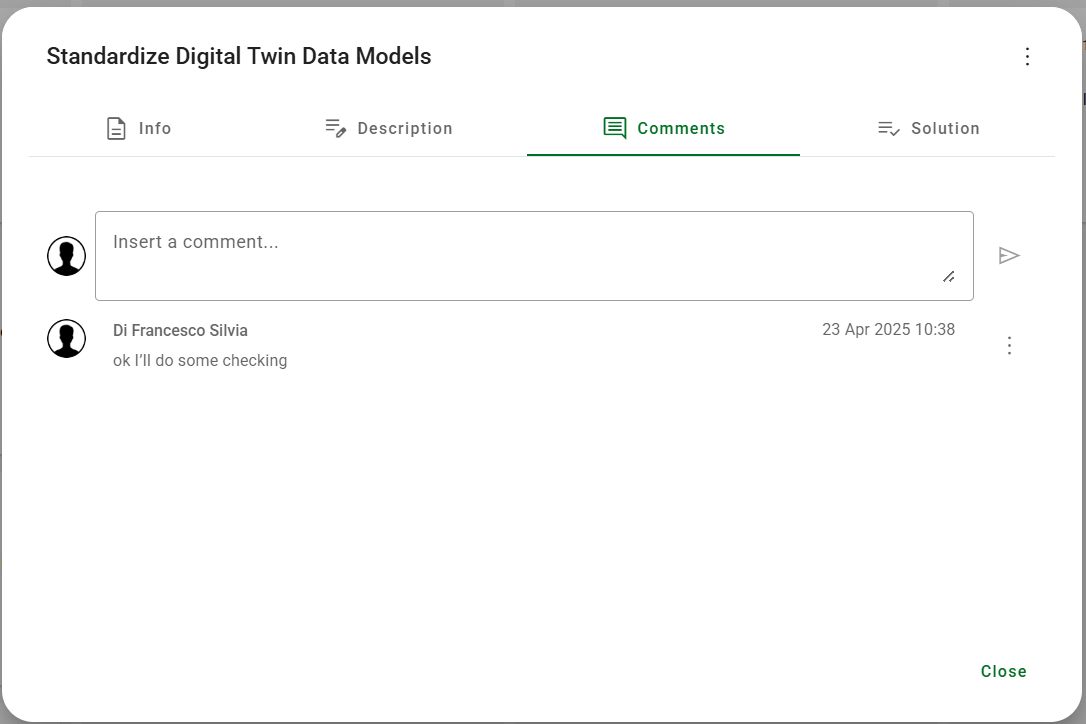 Standardize Digital Twin Data Models
Info
Description
Comments
Solution
Insert a comment...
Di Francesco Silvia
23 Apr 2025 10:38
ok I'll do some checking
Close